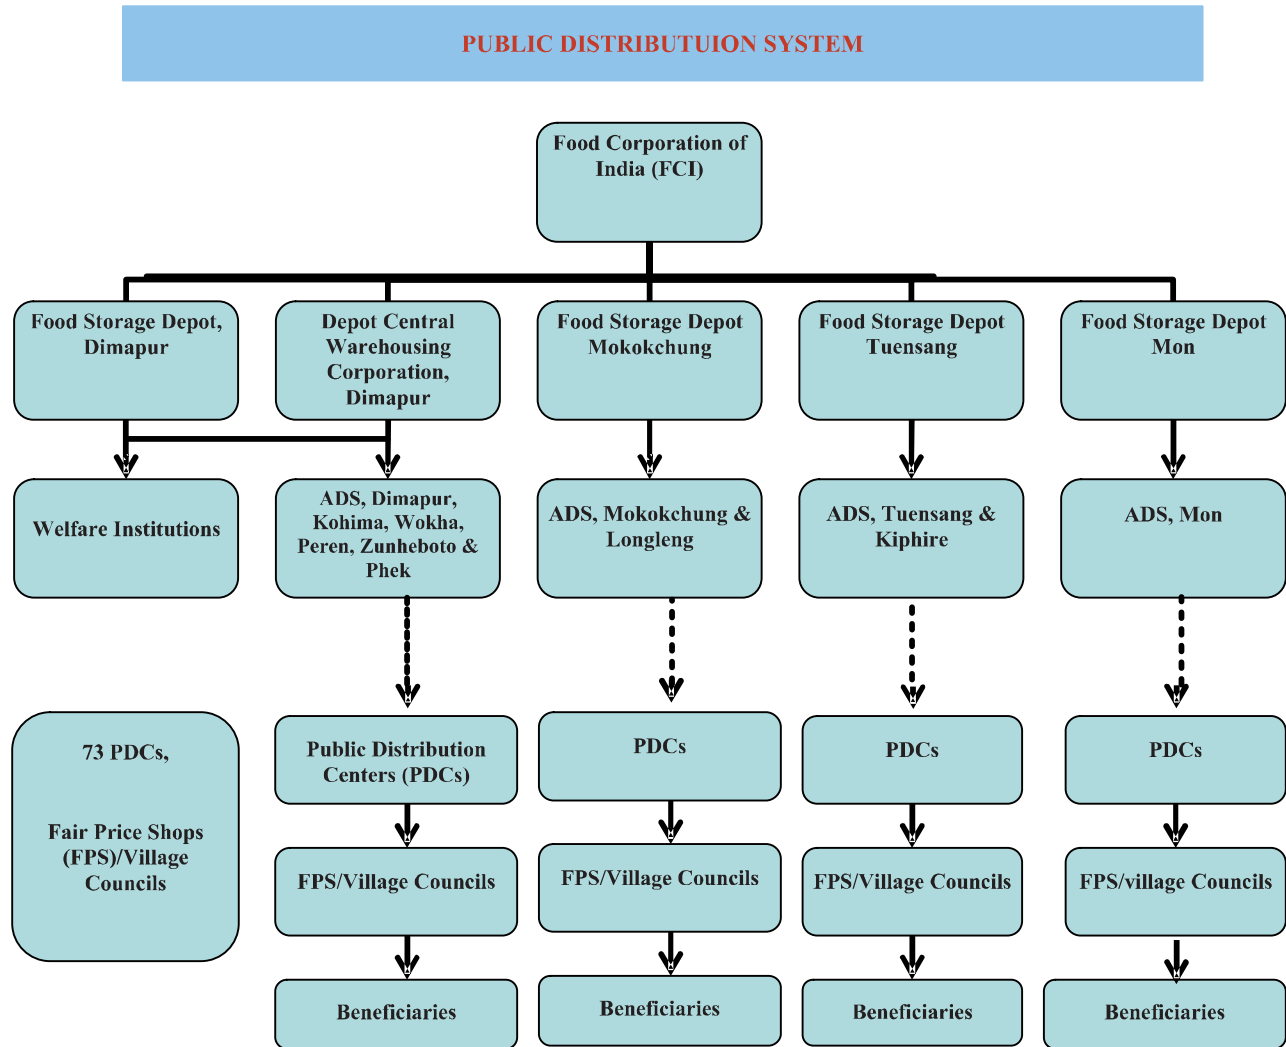 PUBLIC DISTRIBUTUION SYSTEM
Food Corporation of
India (FCI)
Food Storage Depot,
Dimapur
Depot Central
Warehousing
Corporation,
Dimapur
Food Storage Depot
Mokokchung
Food Storage Depot
Tuensang
Food Storage Depot
Mon
Welfare Institutions
ADS, Dimapur,
Kohima, Wokha,
Peren, Zunheboto &
Phek
ADS, Mokokchung &
Longleng
ADS, Tuensang &
Kiphire
ADS, Mon
73 PDCs,
Fair Price Shops
(FPS)/Village
Councils
Public Distribution
Centers (PDCs)
PDCs
PDCs
PDCs
FPS/Village Councils
FPS/Village Councils
FPS/Village Councils
FPS/village Councils
Beneficiaries
Beneficiaries
Beneficiaries
Beneficiaries